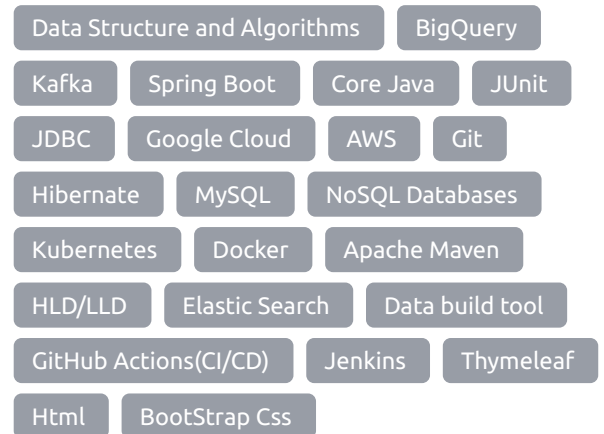 Data Structure and Algorithms BigQuery
Kafka Spring Boot Core Java JUnit
JDBC Google Cloud AWS Git
Hibernate MySQL NoSQL Databases
Kubernetes Docker Apache Maven
HLD/LLD Elastic Search Data build tool
GitHub Actions(CI/CD) Jenkins Thymeleaf
Html BootStrap Css